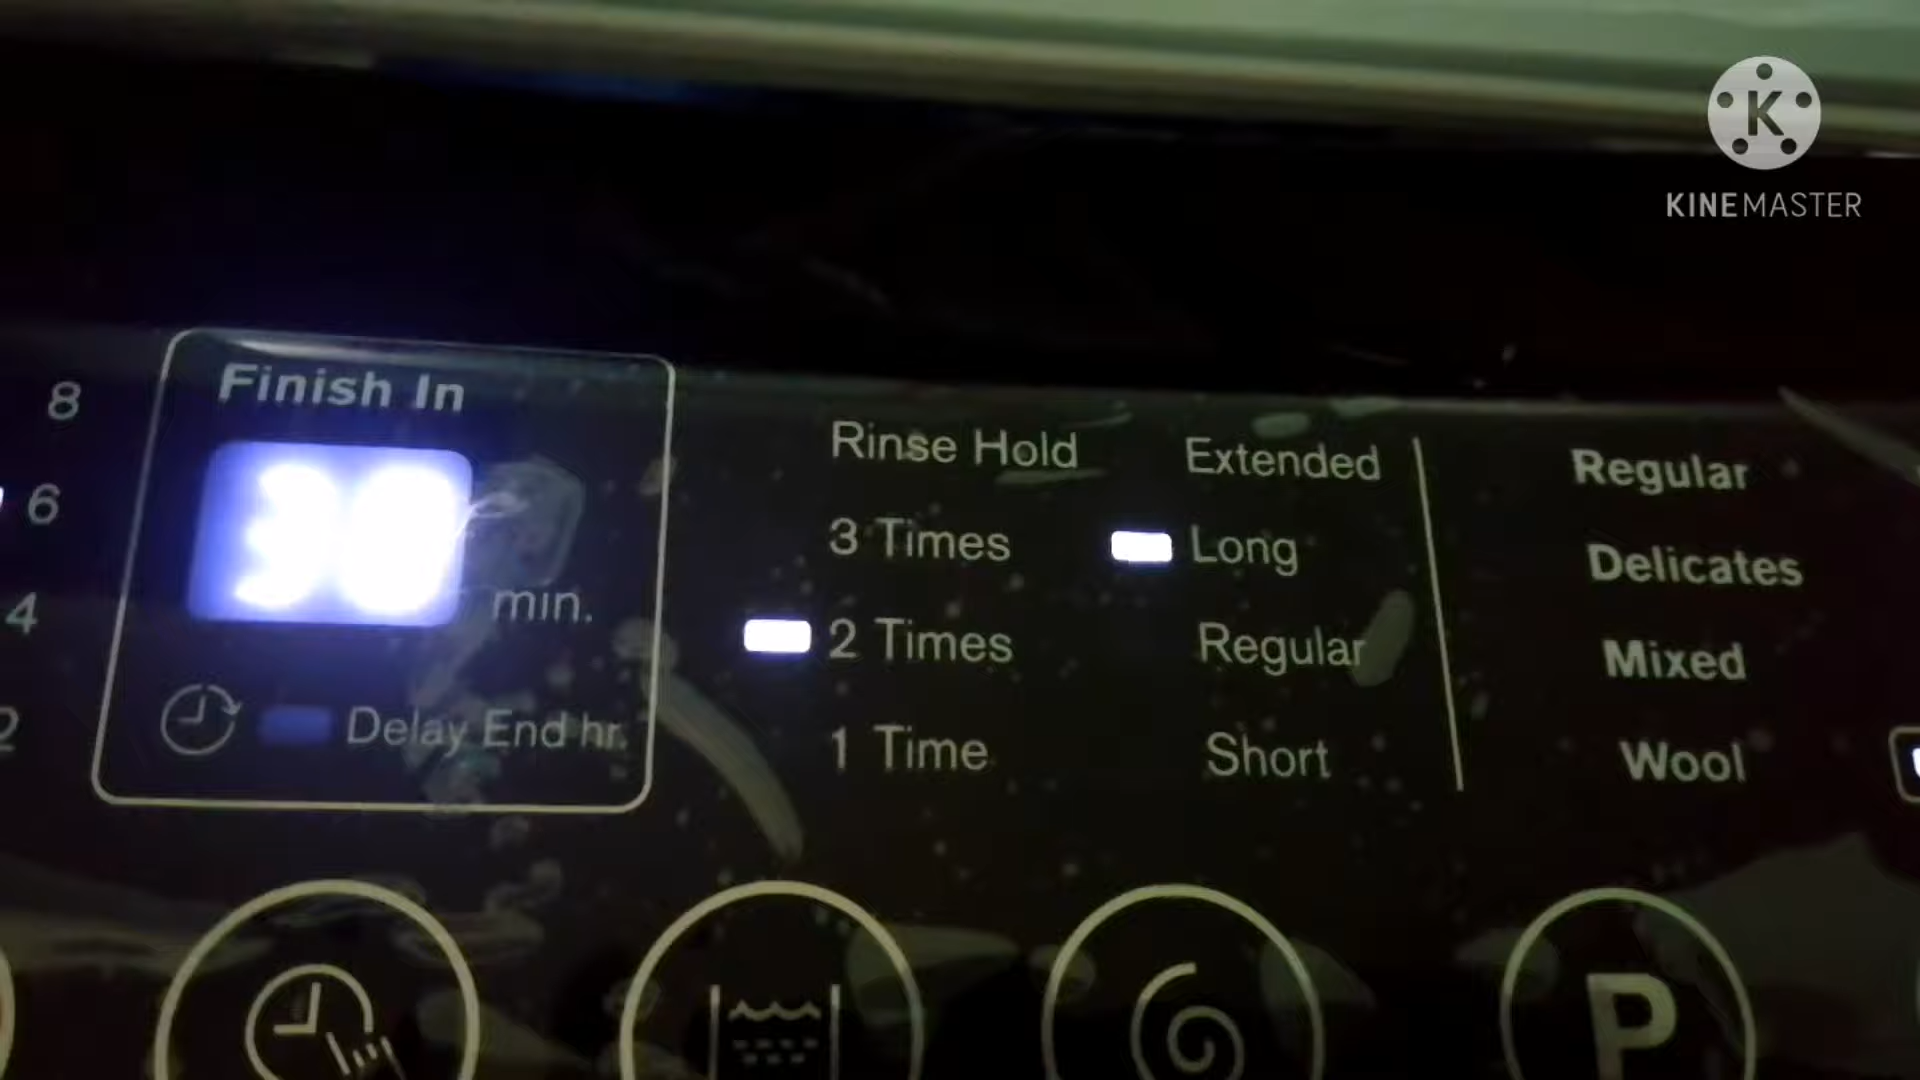 K
KINEMASTER
8
6
4
2
Finish In
30
min.
Delay End hr.
Rinse Hold
3 Times
2 Times
1 Time
Extended
Long
Regular
Short
Regular
Delicates
Mixed
Wool
P